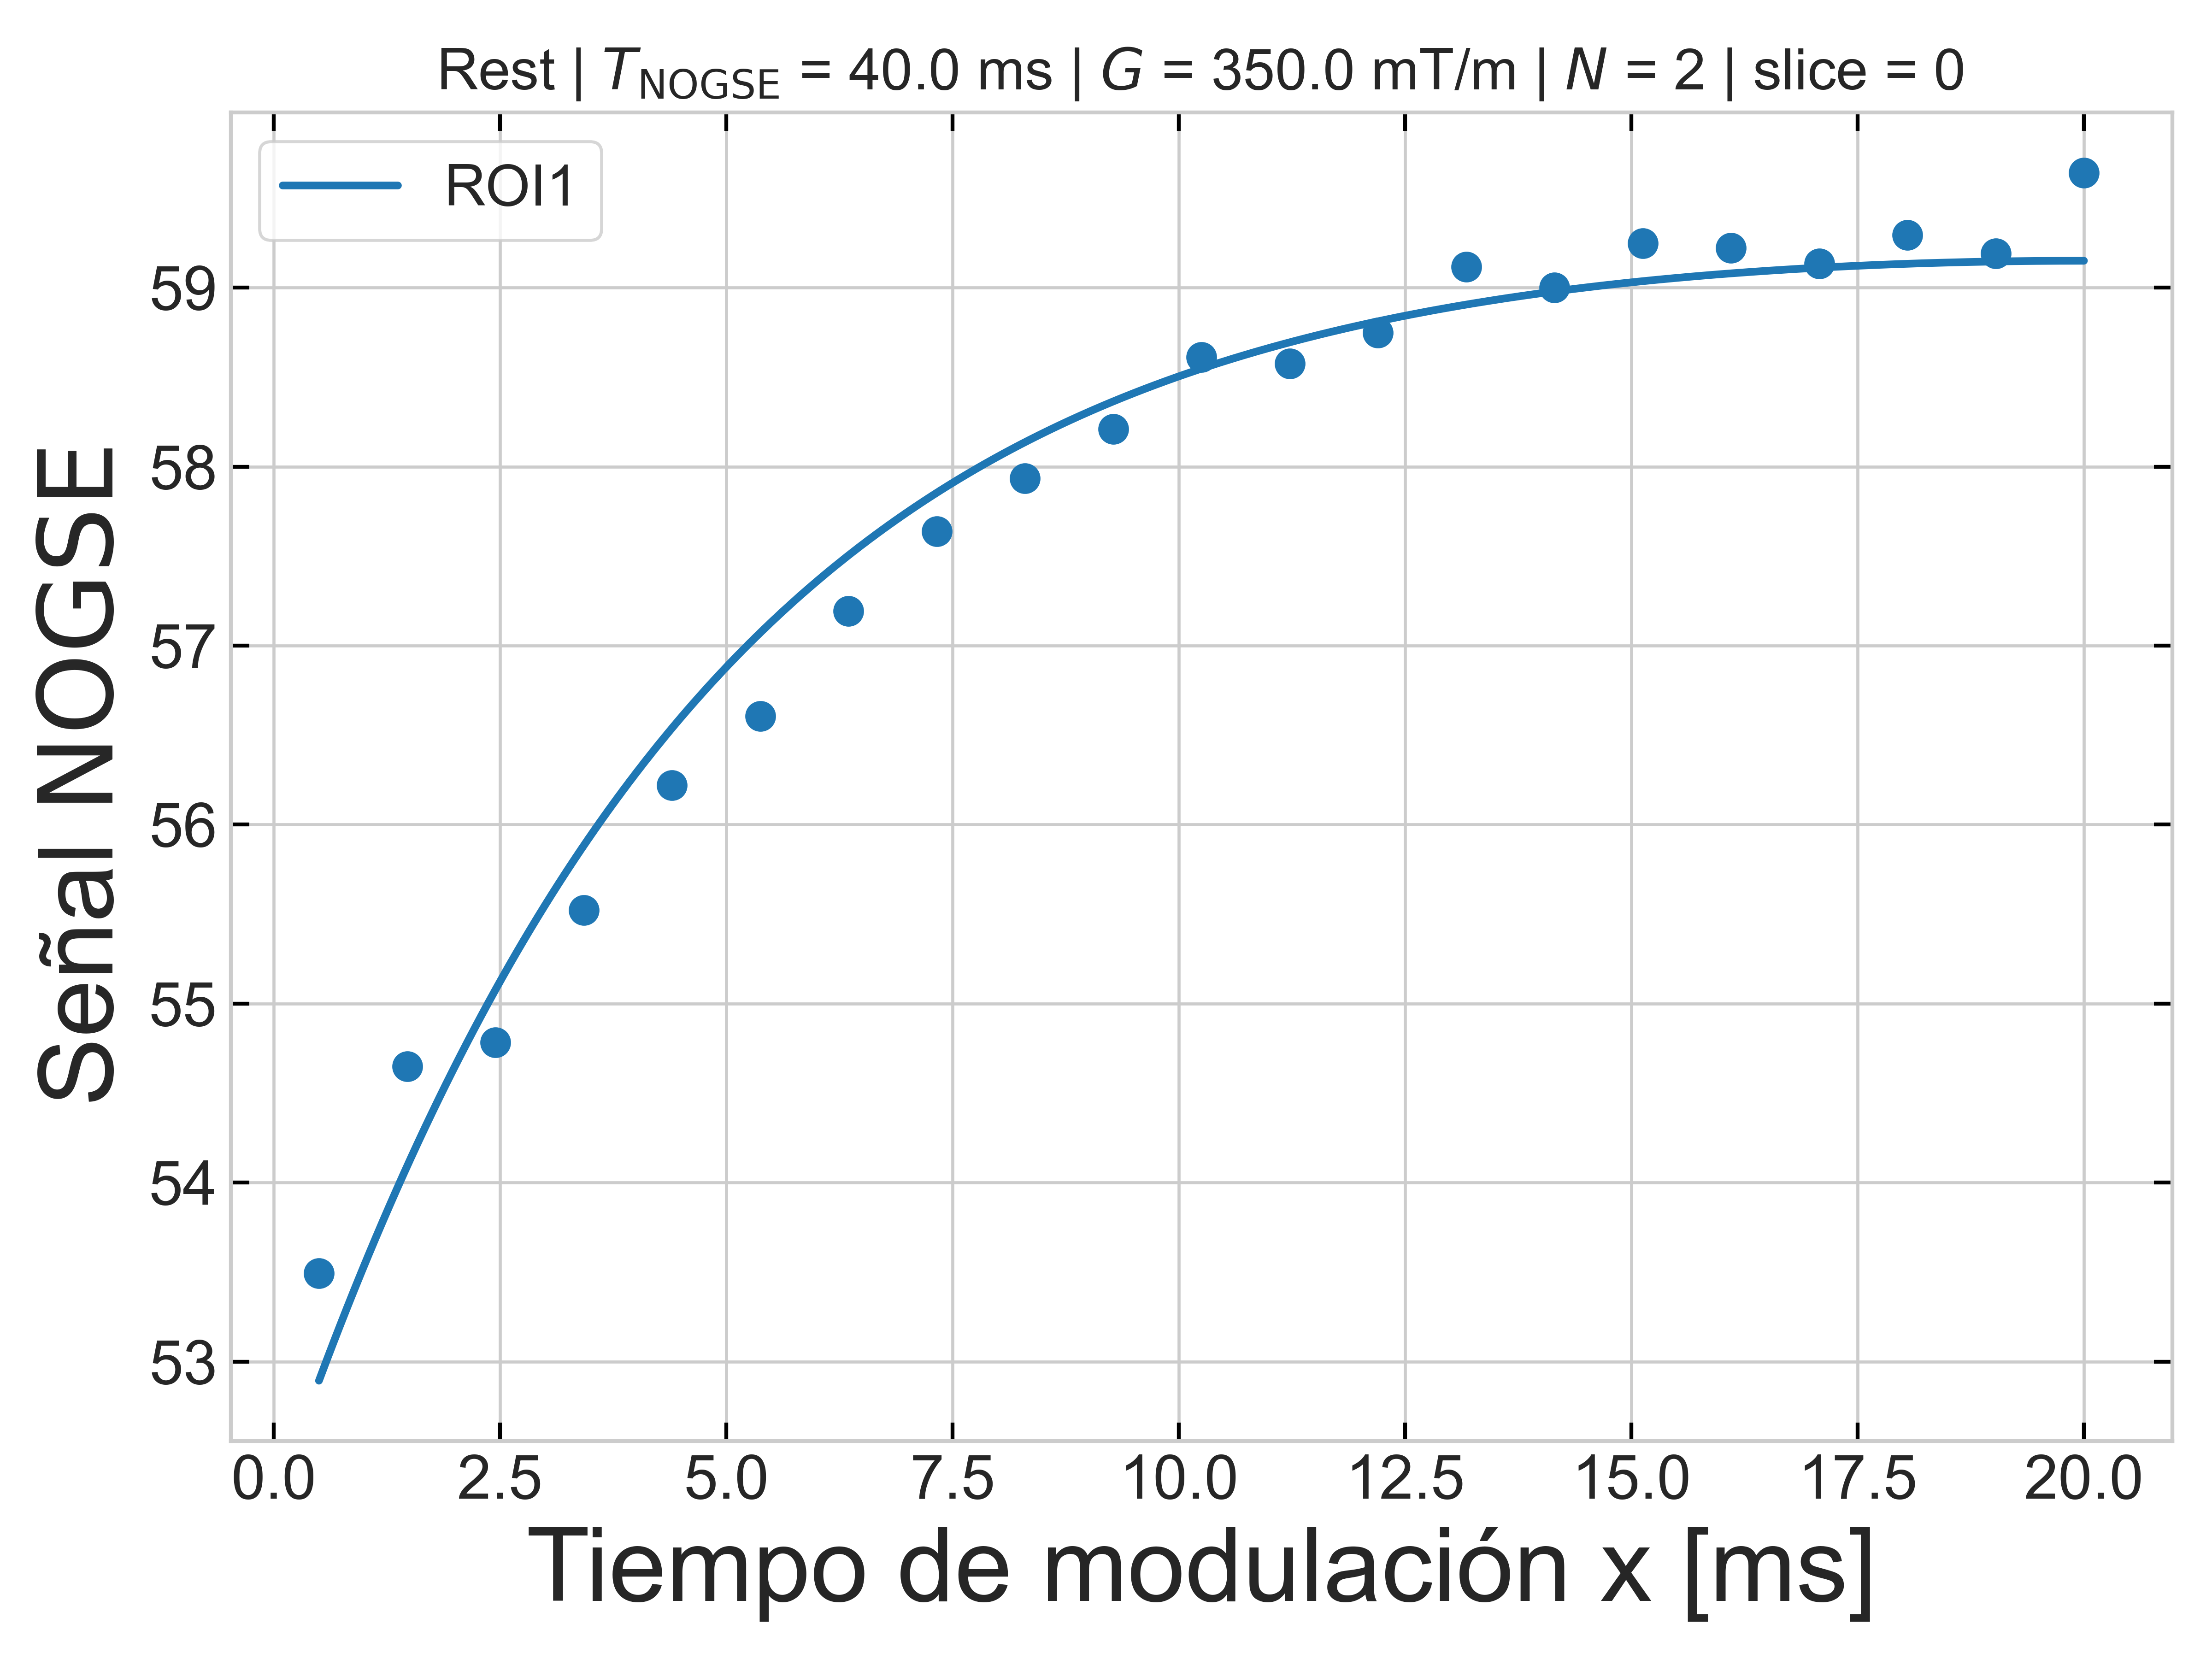 Rest | T_NOGSE = 40.0 ms | G = 350.0 mT/m | N = 2 | slice = 0
ROI1
59
58
57
56
55
54
53
Señal NOGSE
0.0 2.5 5.0 7.5 10.0 12.5 15.0 17.5 20.0
Tiempo de modulación x [ms]